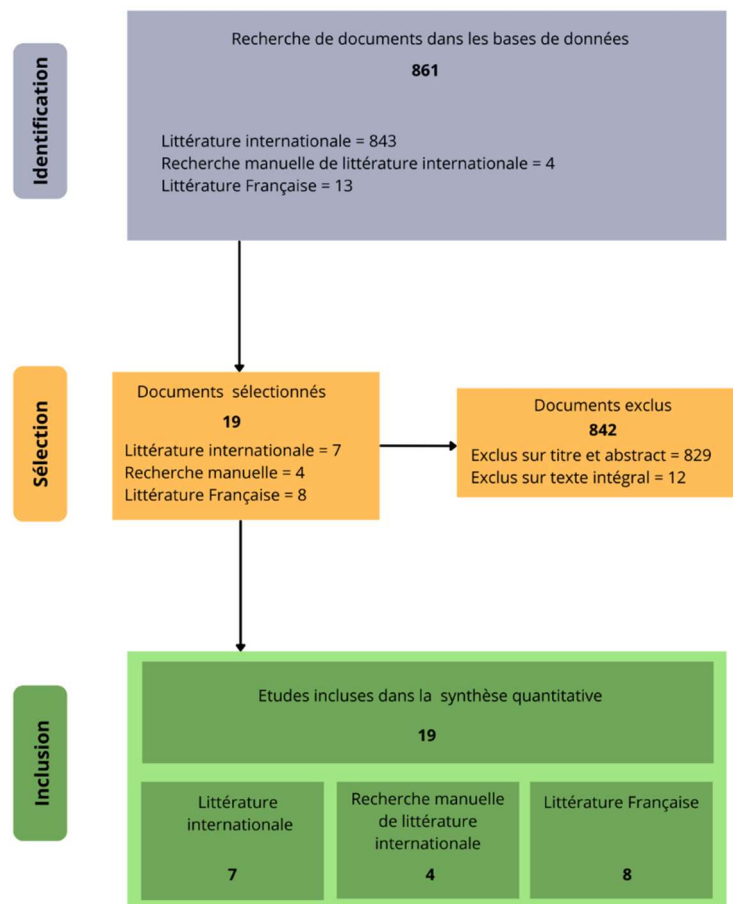 Identification
Recherche de documents dans les bases de données
861
Littérature internationale = 843
Recherche manuelle de littérature internationale = 4
Littérature Française = 13
Sélection
Documents sélectionnés
19
Littérature internationale = 7
Recherche manuelle = 4
Littérature Française = 8
Documents exclus
842
Exclus sur titre et abstract = 829
Exclus sur texte intégral = 12
Inclusion
Etudes incluses dans la synthèse quantitative
19
Littérature
internationale
7
Recherche manuelle
de littérature
internationale
4
Littérature Française
8